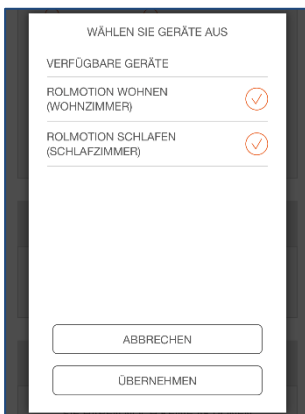 WÄHLEN SIE GERÄTE AUS
VERFÜGBARE GERÄTE
ROLMOTION WOHNEN
(WOHNZIMMER)
ROLMOTION SCHLAFEN
(SCHLAFZIMMER)
ABBRECHEN
ÜBERNEHMEN